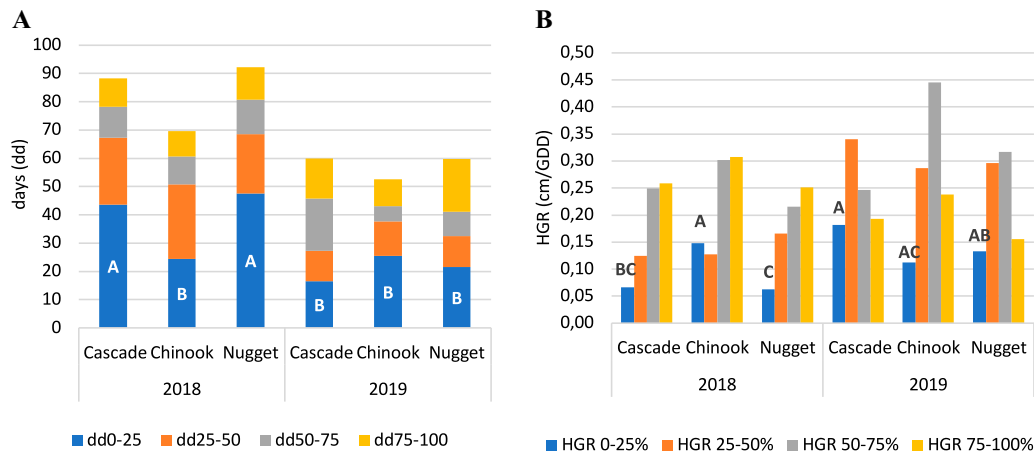 A
100
90
80
70
60
50
40
30
20
10
0
days (dd)
A
B
A
B
B
B
Cascade Chinook Nugget Cascade Chinook Nugget
2018 2019
dd0-25 dd25-50 dd50-75 dd75-100
B
0,50
0,55
0,50
0,45
0,40
0,35
0,30
0,25
0,20
0,15
0,10
0,05
0,00
HGR (cm/GDD)
BC
A
C
A
AC
AB
Cascade Chinook Nugget Cascade Chinook Nugget
2018 2019
HGR 0-25% HGR 25-50% HGR 50-75% HGR 75-100%